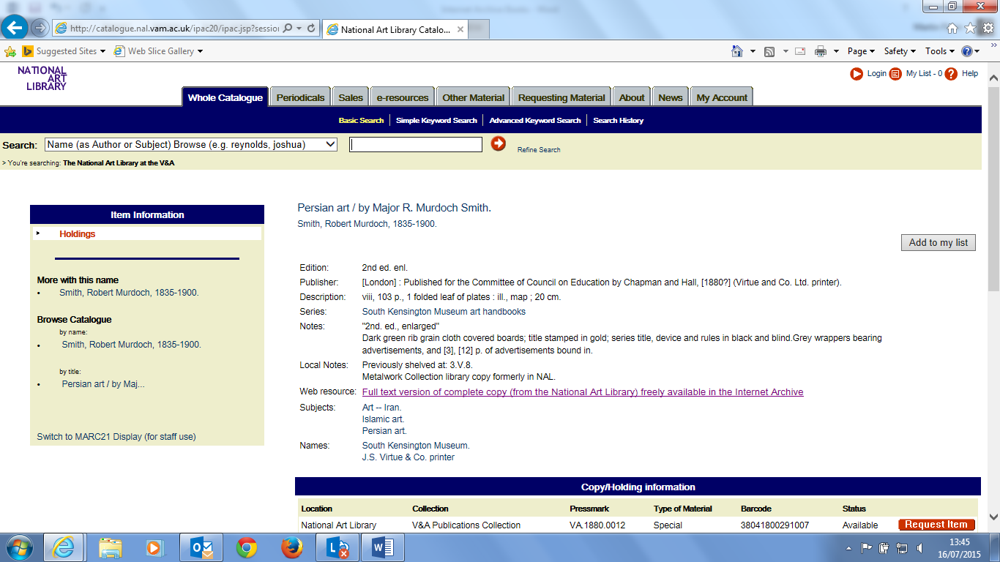 http://catalogue.nal.vam.ac.uk/ipac20/ipac.jsp?session
National Art Library Catalo...
Suggested Sites
Web Slice Gallery
Page
Safety
Tools
NATIONAL
ART
LIBRARY
Login
My List - 0
Help
Whole Catalogue
Periodicals
Sales
e-resources
Other Material
Requesting Material
About
News
My Account
Basic Search
Simple Keyword Search
Advanced Keyword Search
Search History
Search:
Name (as Author or Subject) Browse (e.g. reynolds, joshua)
Refine Search
> You're searching: The National Art Library at the V&A
Item Information
Holdings
More with this name
• Smith, Robert Murdoch, 1835-1900.
Browse Catalogue
by name:
• Smith, Robert Murdoch, 1835-1900.
by title:
• Persian art / by Maj...
Switch to MARC21 Display (for staff use)
Persian art / by Major R. Murdoch Smith.
Smith, Robert Murdoch, 1835-1900.
Add to my list
Edition: 2nd ed. enl.
Publisher: [London] : Published for the Committee of Council on Education by Chapman and Hall, [1880?] (Virtue and Co. Ltd. printer).
Description: viii, 103 p., 1 folded leaf of plates : ill., map ; 20 cm.
Series: South Kensington Museum art handbooks
Notes: "2nd. ed., enlarged"
Dark green rib grain cloth covered boards; title stamped in gold; series title, device and rules in black and blind.Grey wrappers bearing
advertisements, and [3], [12] p. of advertisements bound in.
Local Notes: Previously shelved at: 3.V.8.
Metalwork Collection library copy formerly in NAL.
Web resource: Full text version of complete copy (from the National Art Library) freely available in the Internet Archive
Subjects: Art -- Iran.
Islamic art.
Persian art.
Names: South Kensington Museum.
J.S. Virtue & Co. printer
Copy/Holding information
Location Collection Pressmark Type of Material Barcode Status
National Art Library V&A Publications Collection VA.1880.0012 Special 38041800291007 Available Request Item
13:45
16/07/2015